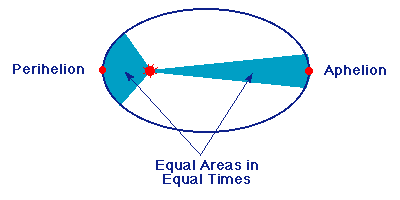 Perihelion
Aphelion
Equal Areas in
Equal Times